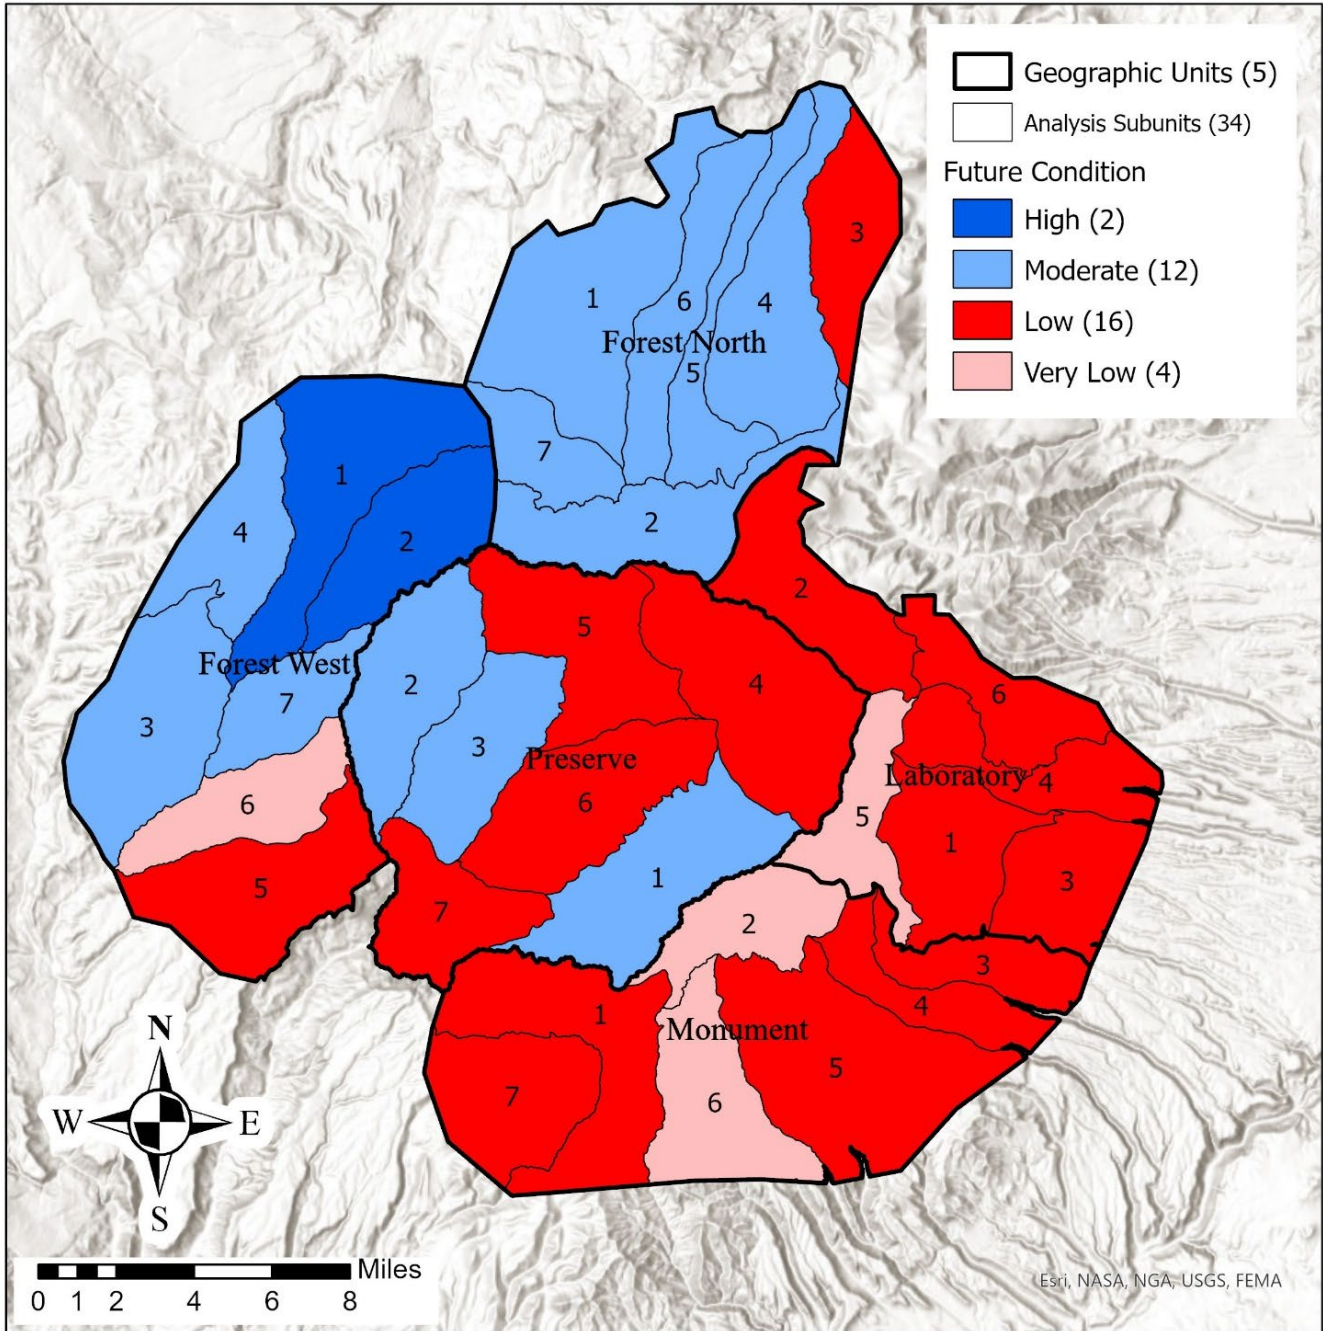 Geographic Units (5)
Analysis Subunits (34)
Future Condition
High (2)
Moderate (12)
Low (16)
Very Low (4)
3
1
6
4
Forest North
5
7
2
1
4
2
Forest West
3
7
6
5
2
5
4
3
Preserve
6
1
7
2
6
Laboratory
4
5
1
3
2
3
4
1
Monument
5
7
6
N
W
E
S
Miles
0 1 2 4 6 8
Esri, NASA, NGA, USGS, FEMA